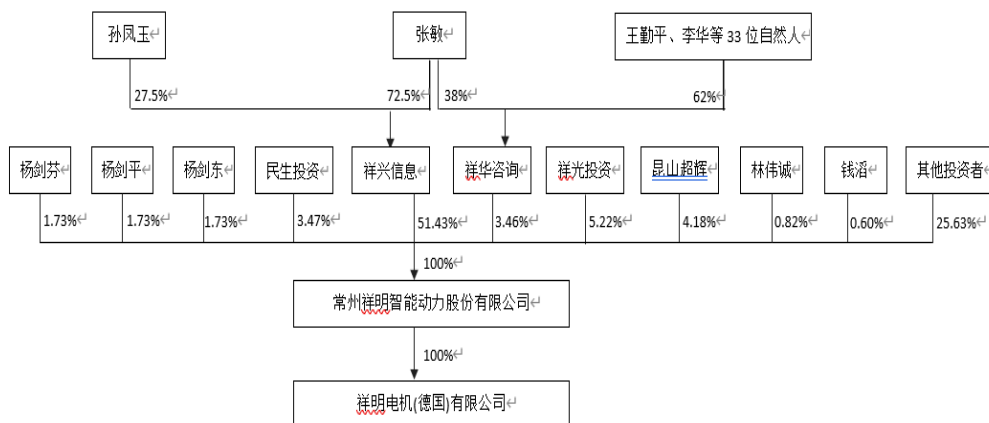 孙凤玉
张敏
王勤平、李华等 33 位自然人
27.5%
72.5%
38%
62%
杨剑芬
杨剑平
杨剑东
民生投资
祥兴信息
祥华咨询
祥光投资
昆山超辉
林伟诚
钱滔
其他投资者
1.73%
1.73%
1.73%
3.47%
51.43%
3.46%
5.22%
4.18%
0.82%
0.60%
25.63%
100%
常州祥明智能动力股份有限公司
100%
祥明电机(德国)有限公司